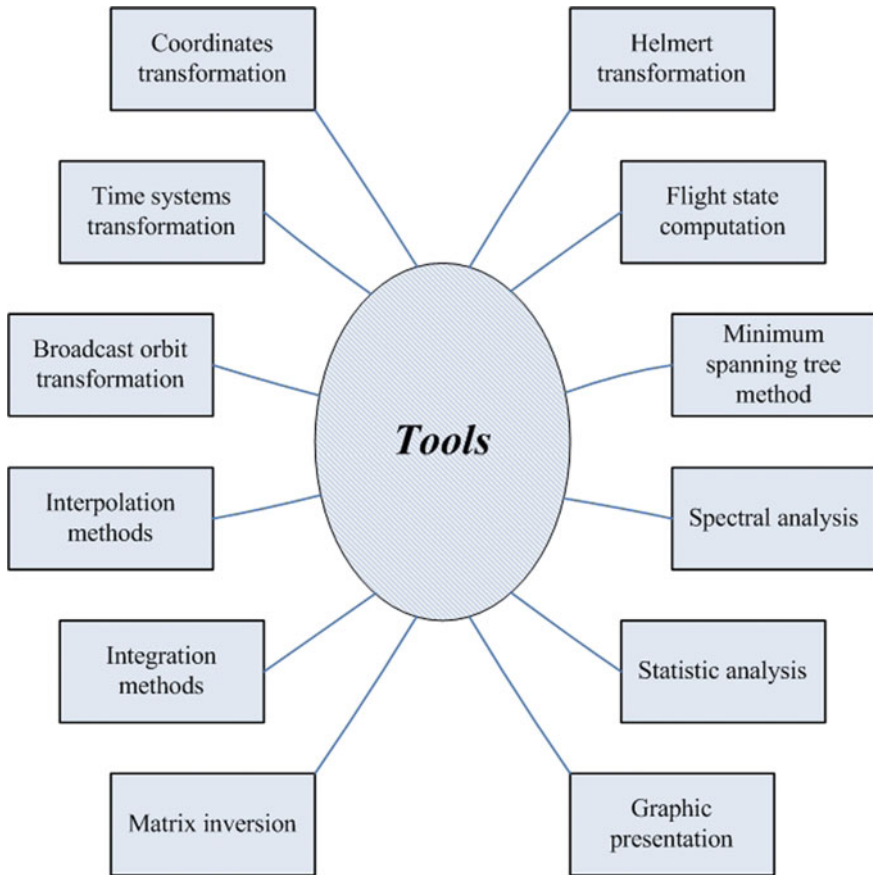 Coordinates
transformation
Helmert
transformation
Time systems
transformation
Flight state
computation
Broadcast orbit
transformation
Minimum
spanning tree
method
Tools
Interpolation
methods
Spectral analysis
Integration
methods
Statistic analysis
Matrix inversion
Graphic
presentation